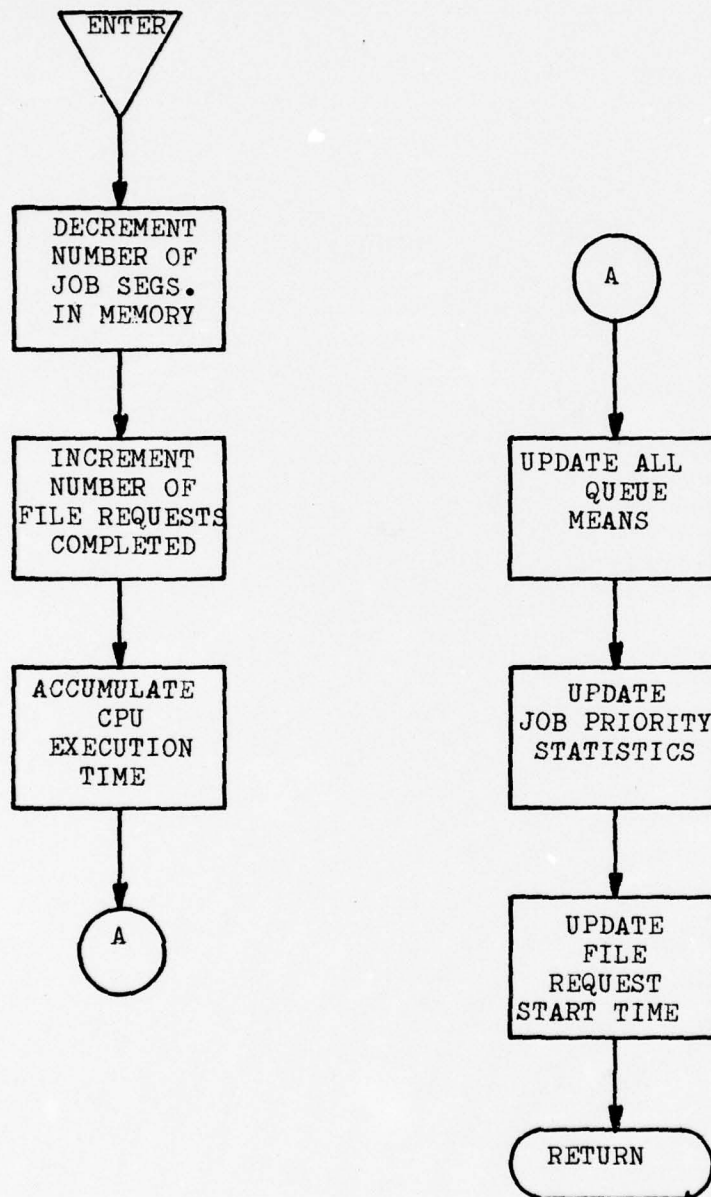 ENTER
DECREMENT
NUMBER OF
JOB SEGS.
IN MEMORY
INCREMENT
NUMBER OF
FILE REQUESTS
COMPLETED
ACCUMULATE
CPU
EXECUTION
TIME
A
A
UPDATE ALL
QUEUE
MEANS
UPDATE
JOB PRIORITY
STATISTICS
UPDATE
FILE
REQUEST
START TIME
RETURN